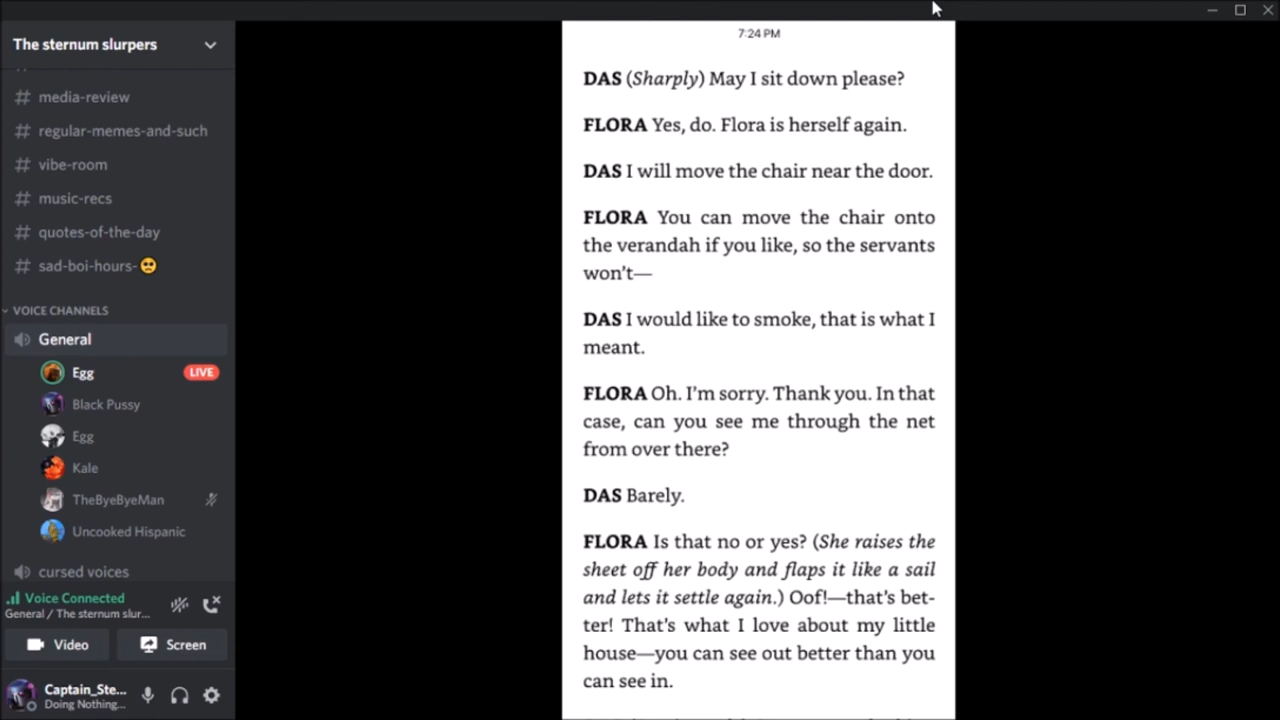 The sternum slurpers
# media-review
# regular-memes-and-such
# vibe-room
# music-recs
# quotes-of-the-day
# sad-boi-hours-🥺
VOICE CHANNELS
General
Egg LIVE
Black Pussy
Egg
Kale
TheByeByeMan
Uncooked Hispanic
cursed voices
Voice Connected
General / The sternum slur...
Video
Screen
Captain_Ste...
Doing Nothing...
7:24 PM
DAS (Sharply) May I sit down please?
FLORA Yes, do. Flora is herself again.
DAS I will move the chair near the door.
FLORA You can move the chair onto
the verandah if you like, so the servants
won't—
DAS I would like to smoke, that is what I
meant.
FLORA Oh. I'm sorry. Thank you. In that
case, can you see me through the net
from over there?
DAS Barely.
FLORA Is that no or yes? (She raises the
sheet off her body and flaps it like a sail
and lets it settle again.) Oof!—that's bet-
ter! That's what I love about my little
house—you can see out better than you
can see in.